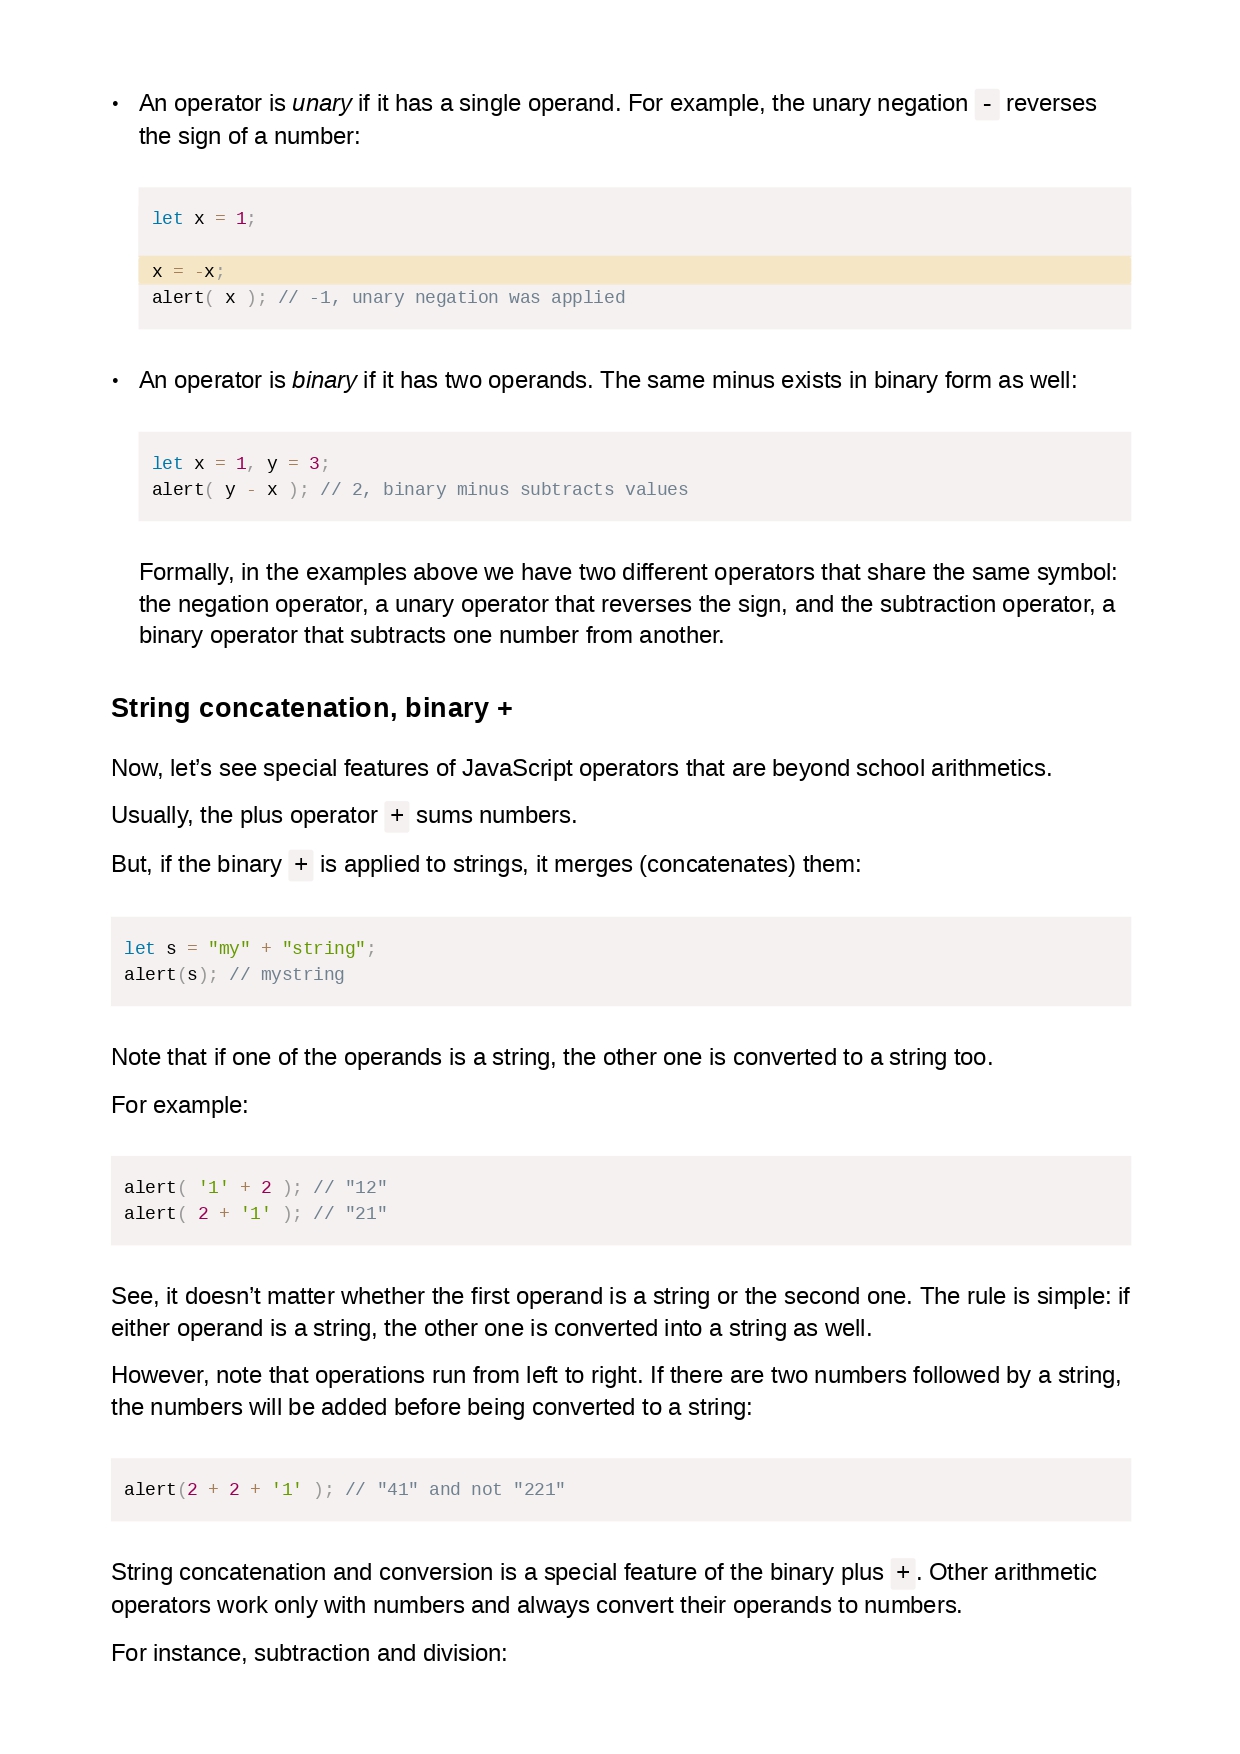 • An operator is unary if it has a single operand. For example, the unary negation - reverses
the sign of a number:
let x = 1;
x = -x;
alert( x ); // -1, unary negation was applied
• An operator is binary if it has two operands. The same minus exists in binary form as well:
let x = 1, y = 3;
alert( y - x ); // 2, binary minus subtracts values
Formally, in the examples above we have two different operators that share the same symbol:
the negation operator, a unary operator that reverses the sign, and the subtraction operator, a
binary operator that subtracts one number from another.
String concatenation, binary +
Now, let’s see special features of JavaScript operators that are beyond school arithmetics.
Usually, the plus operator + sums numbers.
But, if the binary + is applied to strings, it merges (concatenates) them:
let s = "my" + "string";
alert(s); // mystring
Note that if one of the operands is a string, the other one is converted to a string too.
For example:
alert( '1' + 2 ); // "12"
alert( 2 + '1' ); // "21"
See, it doesn’t matter whether the first operand is a string or the second one. The rule is simple: if
either operand is a string, the other one is converted into a string as well.
However, note that operations run from left to right. If there are two numbers followed by a string,
the numbers will be added before being converted to a string:
alert(2 + 2 + '1' ); // "41" and not "221"
String concatenation and conversion is a special feature of the binary plus +. Other arithmetic
operators work only with numbers and always convert their operands to numbers.
For instance, subtraction and division: